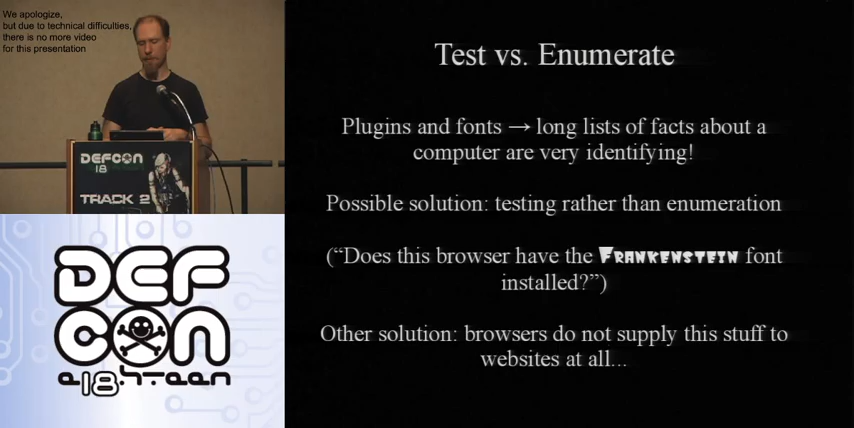 We apologize,
but due to technical difficulties,
there is no more video
for this presentation
DEFCON
18
TRACK 2
DEF
CON
e18hteen
Test vs. Enumerate
Plugins and fonts → long lists of facts about a
computer are very identifying!
Possible solution: testing rather than enumeration
(“Does this browser have the FRANKENSTEIN font
installed?”)
Other solution: browsers do not supply this stuff to
websites at all...